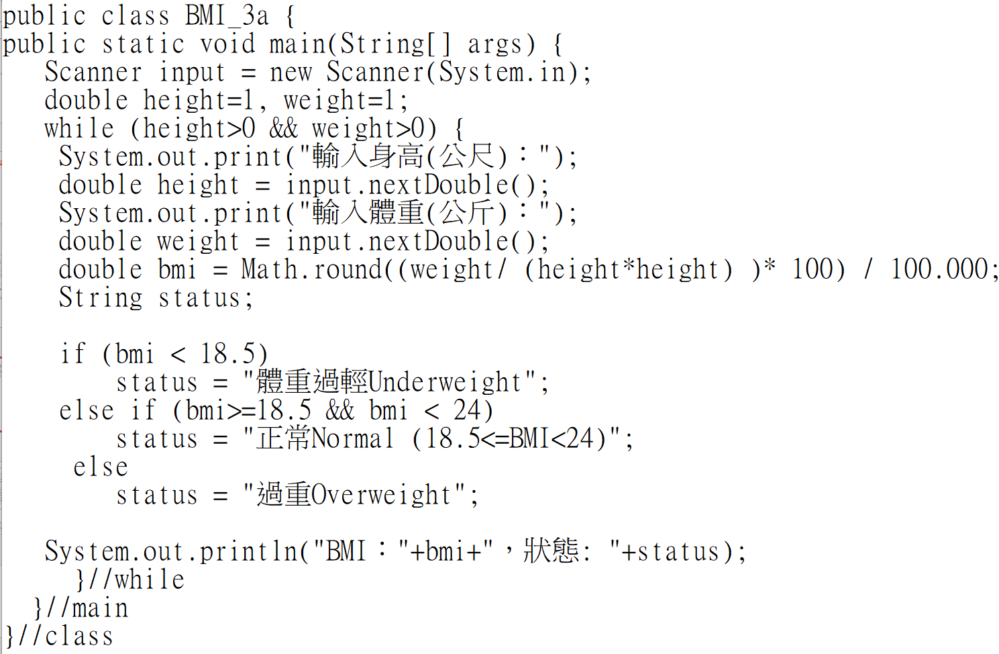 public class BMI_3a {
public static void main(String[] args) {
   Scanner input = new Scanner(System.in);
   double height=1, weight=1;
   while (height>0 && weight>0) {
    System.out.print("輸入身高(公尺)：");
    double height = input.nextDouble();
    System.out.print("輸入體重(公斤)：");
    double weight = input.nextDouble();
    double bmi = Math.round((weight/ (height*height) )* 100) / 100.000;
    String status;
    if (bmi < 18.5)
        status = "體重過輕Underweight";
    else if (bmi>=18.5 && bmi < 24)
        status = "正常Normal (18.5<=BMI<24)";
     else
        status = "過重Overweight";
   System.out.println("BMI："+bmi+"，狀態: "+status);
     }//while
  }//main
}//class